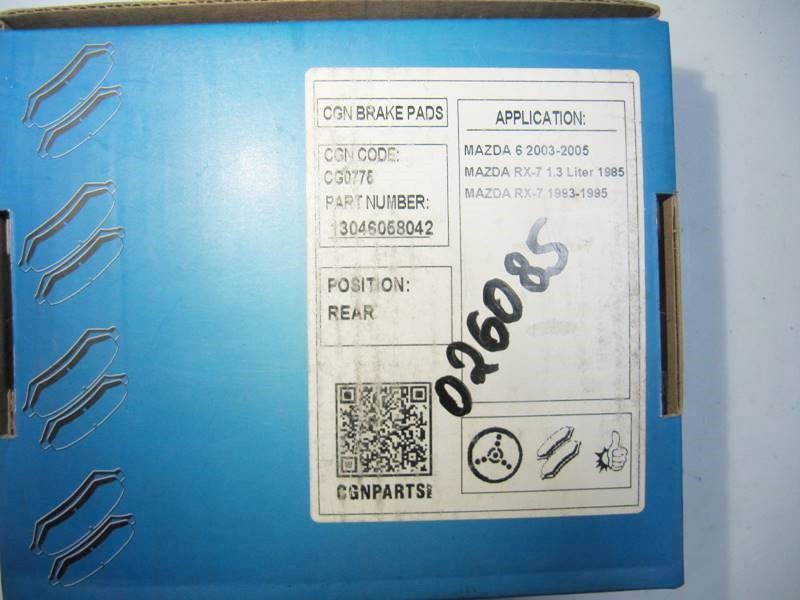 CGN BRAKE PADS
CGN CODE:
CG0775
PART NUMBER:
13046058042
POSITION:
REAR
CGNPARTS
APPLICATION:
MAZDA 6 2003-2005
MAZDA RX-7 1.3 Liter 1985
MAZDA RX-7 1993-1995
026085